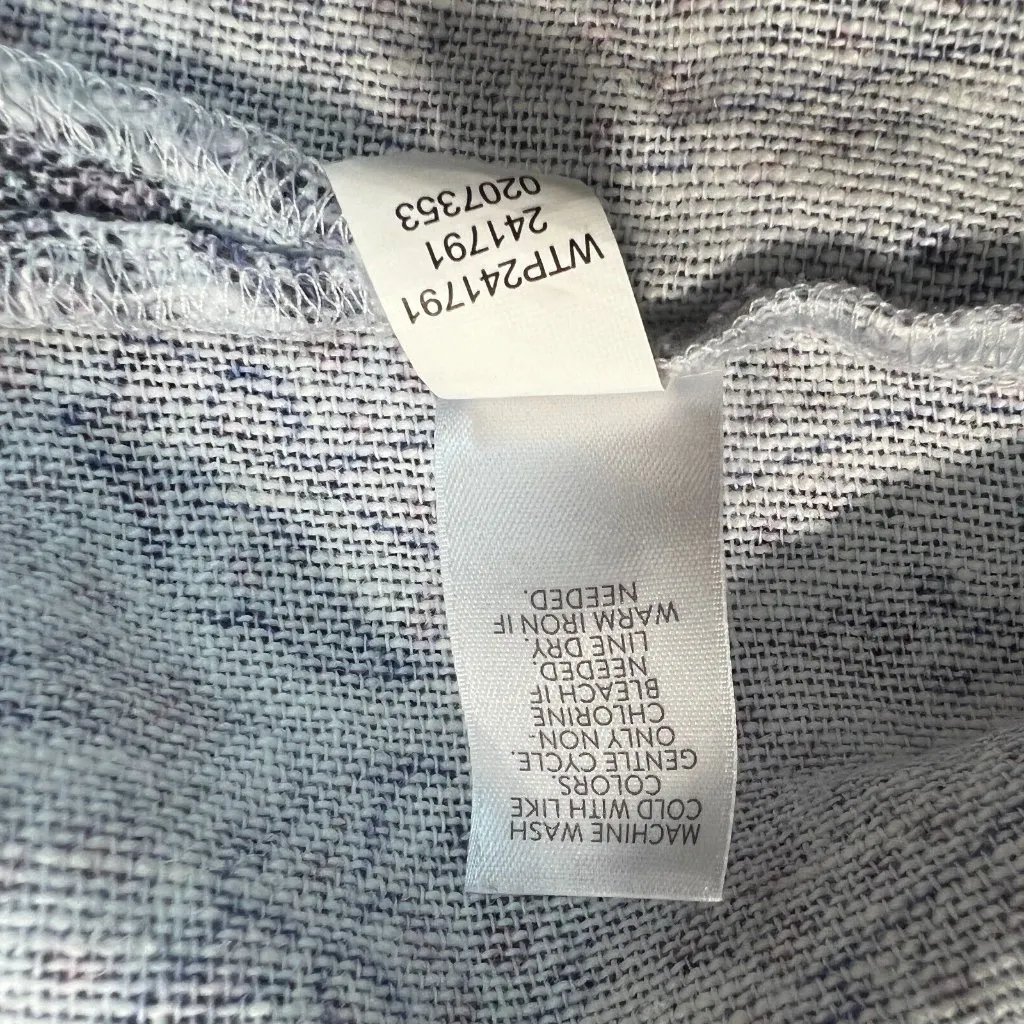 WTP241791
241791
0207353
MACHINE WASH
COLD WITH LIKE
COLORS.
GENTLE CYCLE.
ONLY NON-
CHLORINE
BLEACH IF
NEEDED.
LINE DRY.
WARM IRON IF
NEEDED.